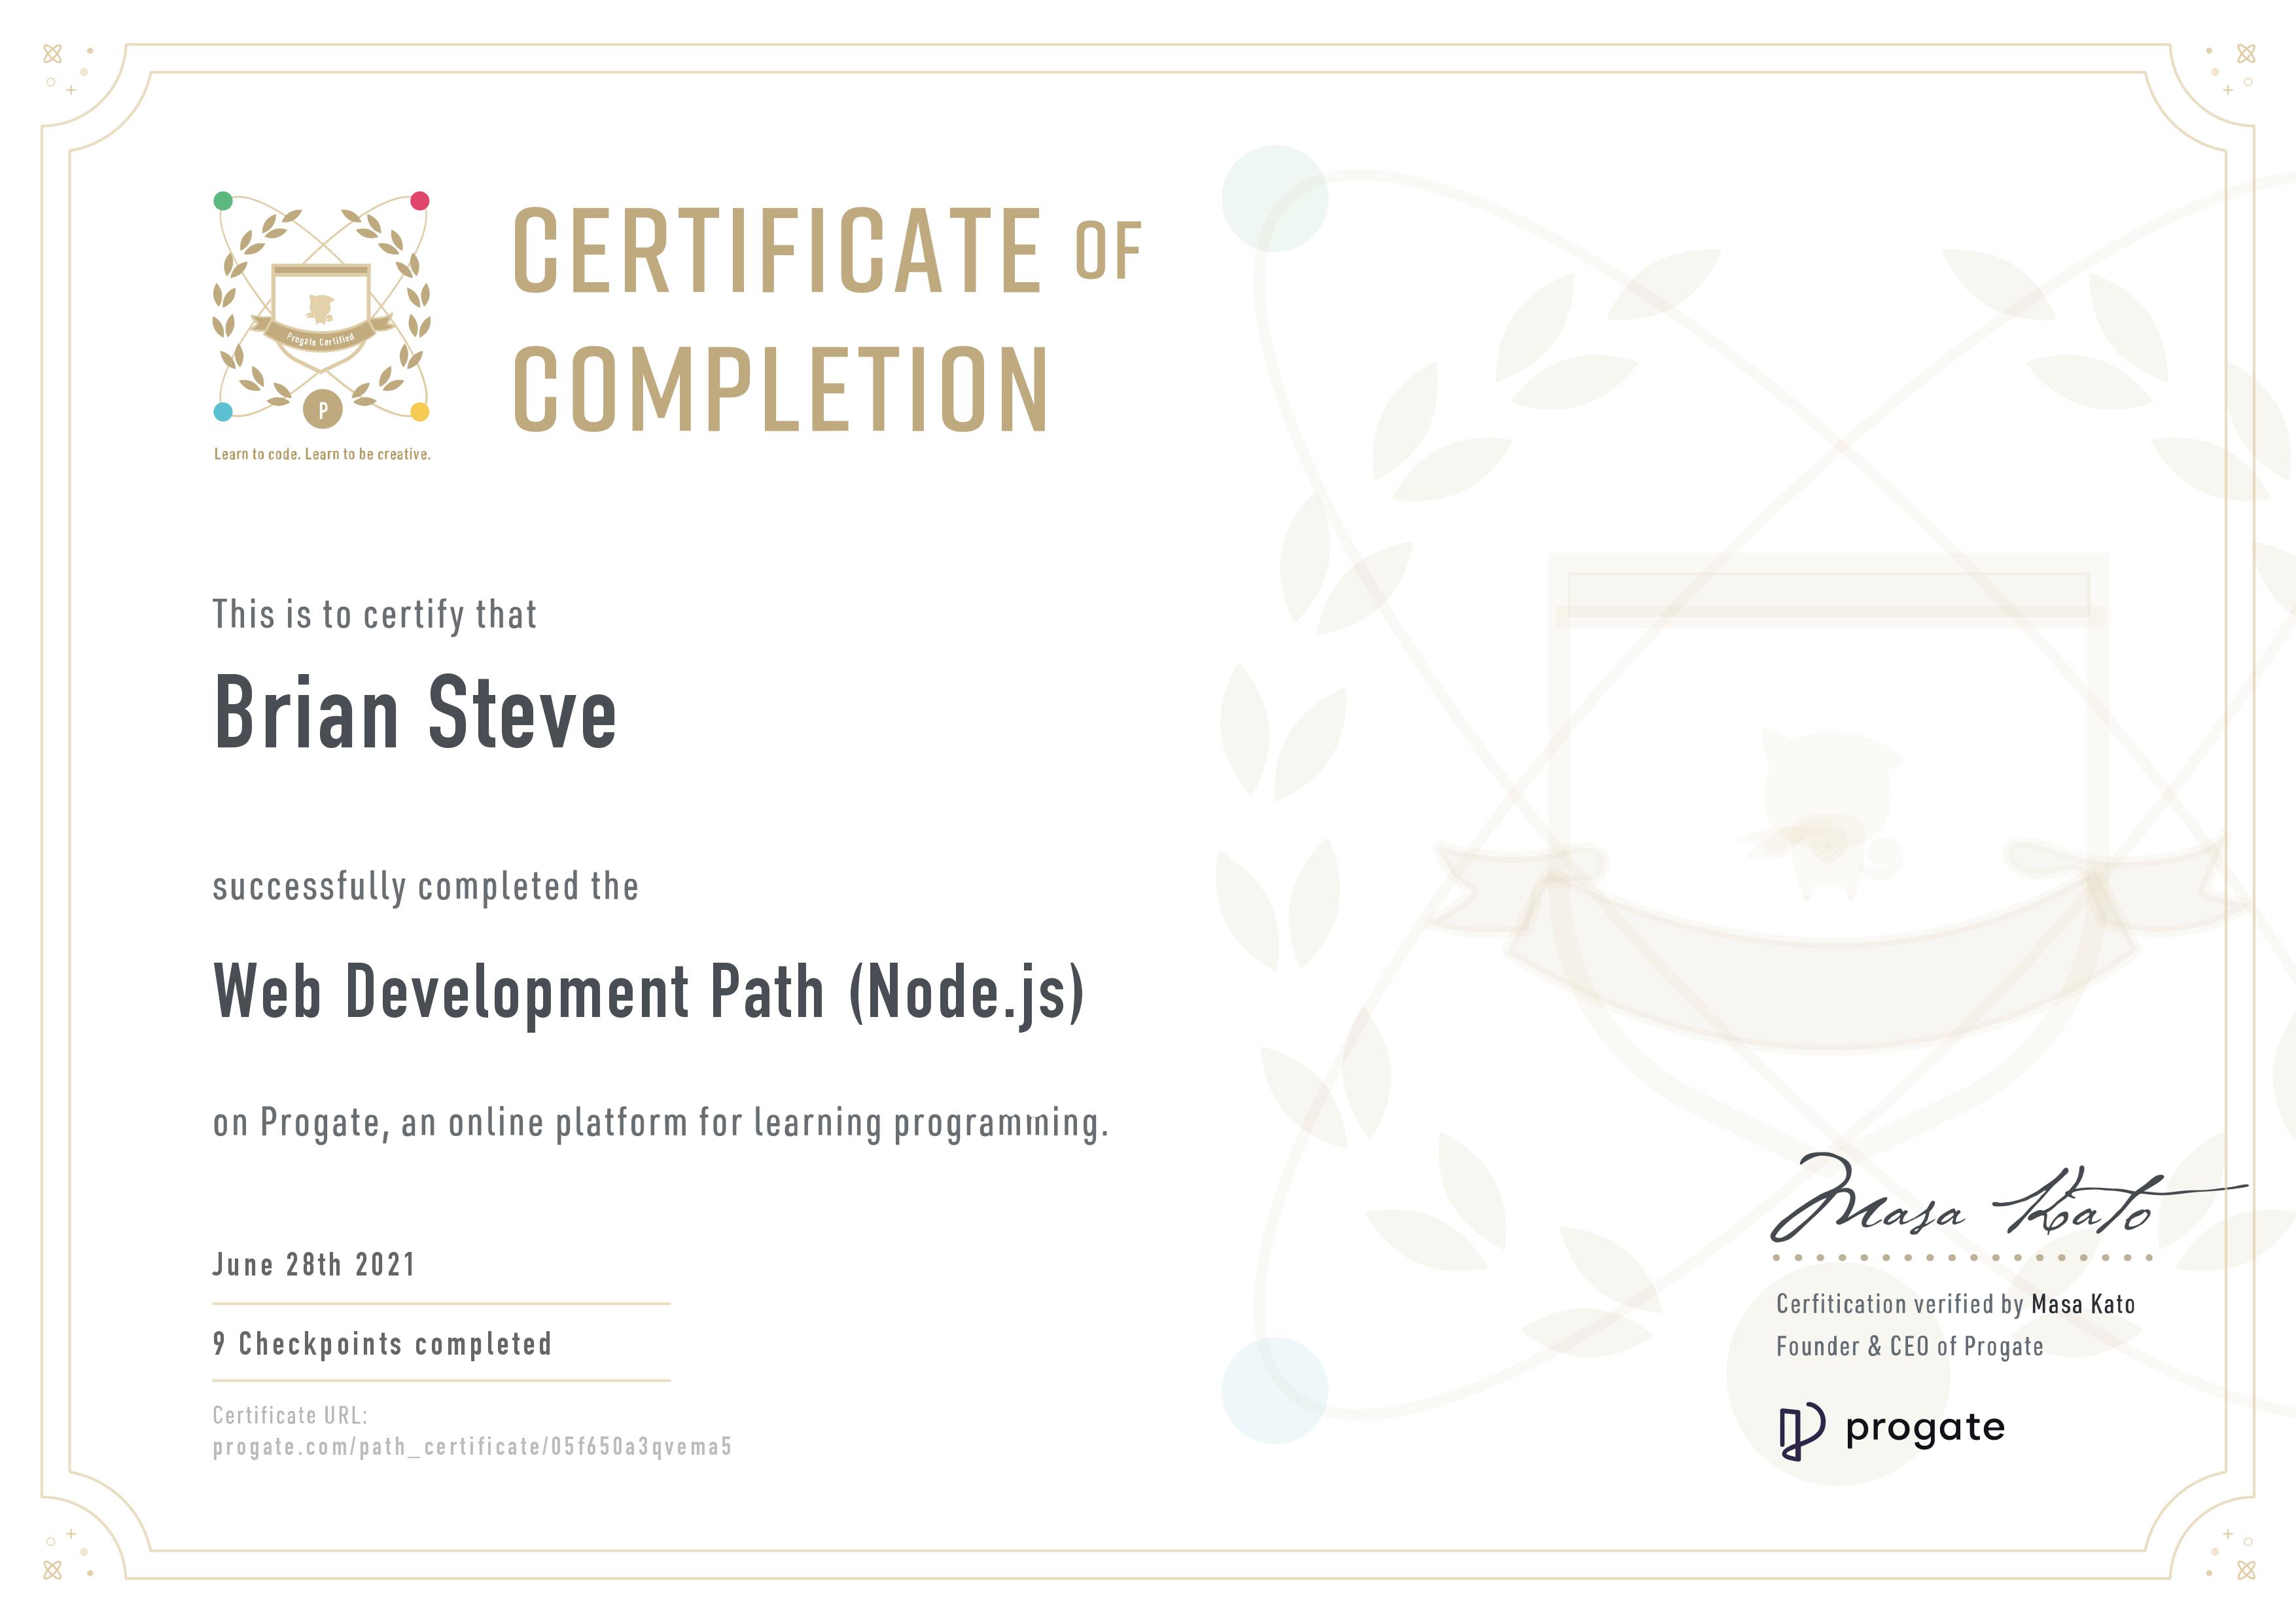 CERTIFICATE OF
COMPLETION
Progate Certified
P
Learn to code. Learn to be creative.
This is to certify that
Brian Steve
successfully completed the
Web Development Path (Node.js)
on Progate, an online platform for learning programming.
June 28th 2021
9 Checkpoints completed
Certificate URL:
progate.com/path_certificate/05f650a3qvema5
Masa Kato
Cerfitication verified by Masa Kato
Founder & CEO of Progate
progate